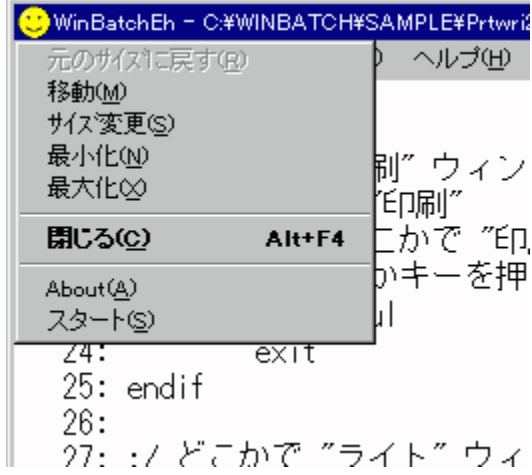 WinBatchEh - C:¥WINBATCH¥SAMPLE¥Prtwri
元のサイズに戻す(R)
ヘルプ(H)
移動(M)
サイズ変更(S)
最小化(N)
刷" ウィン
最大化(X)
"印刷"
閉じる(C) Alt+F4
こかで "印
かキーを押
About(A)
スタート(S)
ul
24: exit
25: endif
26:
27: :/ どこかで "ライト" ウィ